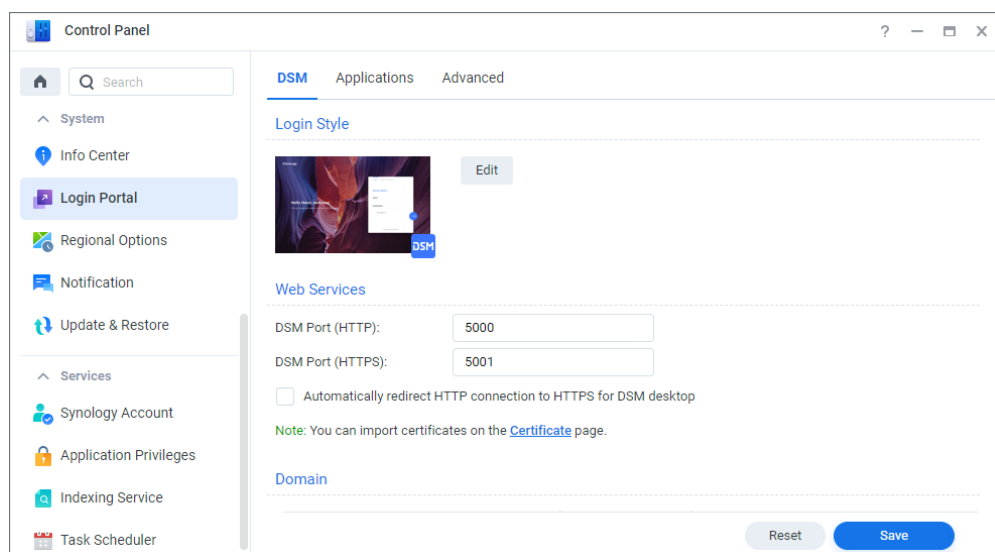 Control Panel
?
Search
System
Info Center
Login Portal
Regional Options
Notification
Update & Restore
Services
Synology Account
Application Privileges
Indexing Service
Task Scheduler
DSM Applications Advanced
Login Style
DSM
Edit
Web Services
DSM Port (HTTP): 5000
DSM Port (HTTPS): 5001
Automatically redirect HTTP connection to HTTPS for DSM desktop
Note: You can import certificates on the Certificate page.
Domain
Reset Save